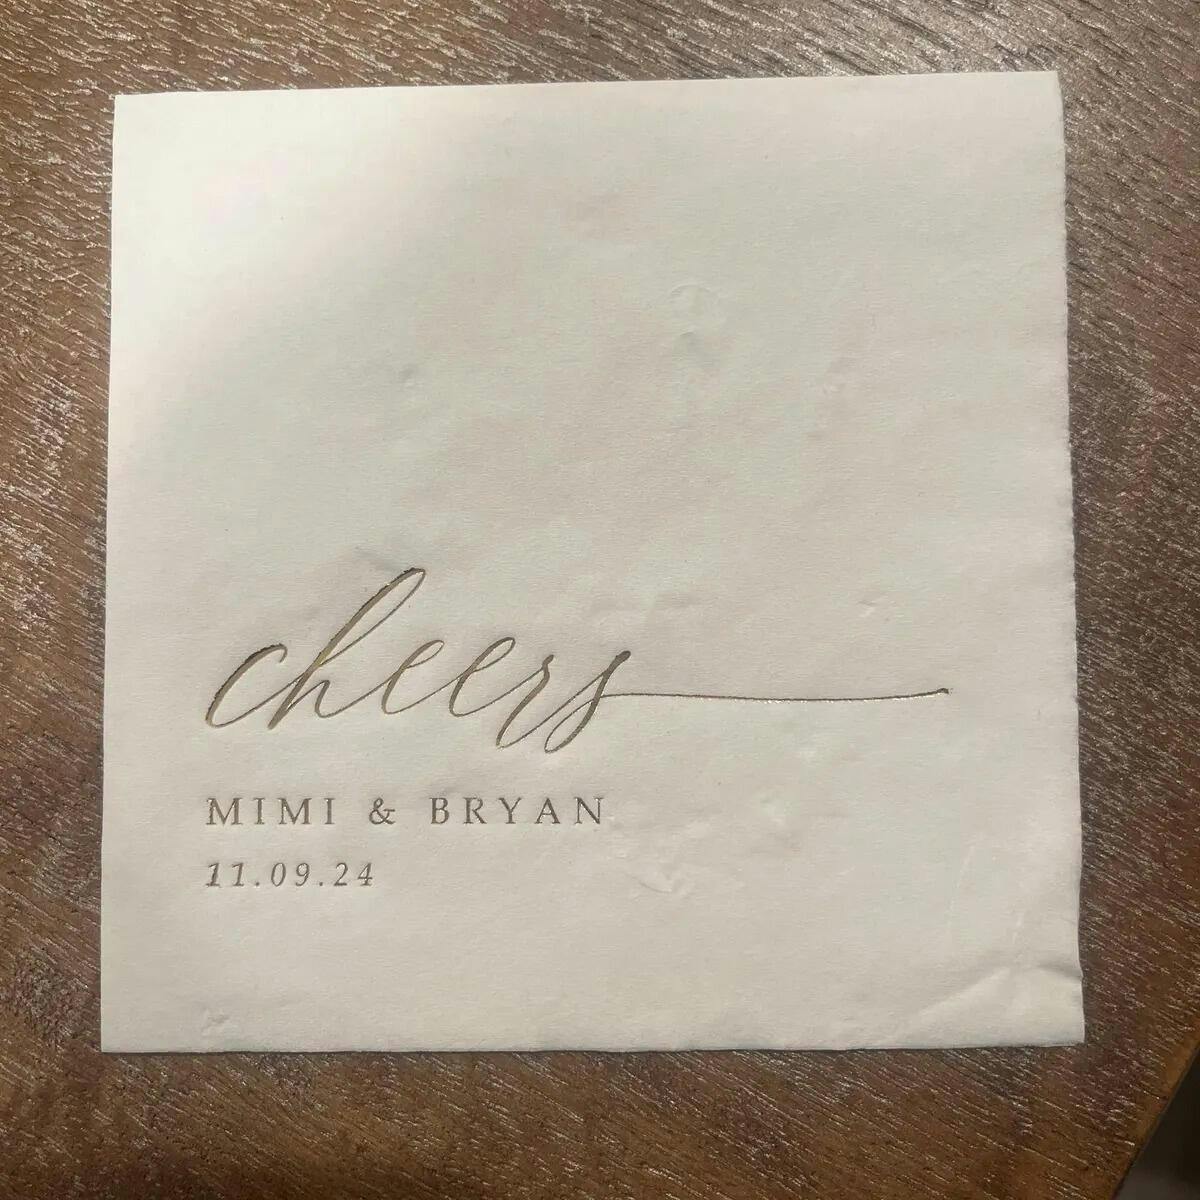 cheers
MIMI & BRYAN
11.09.24